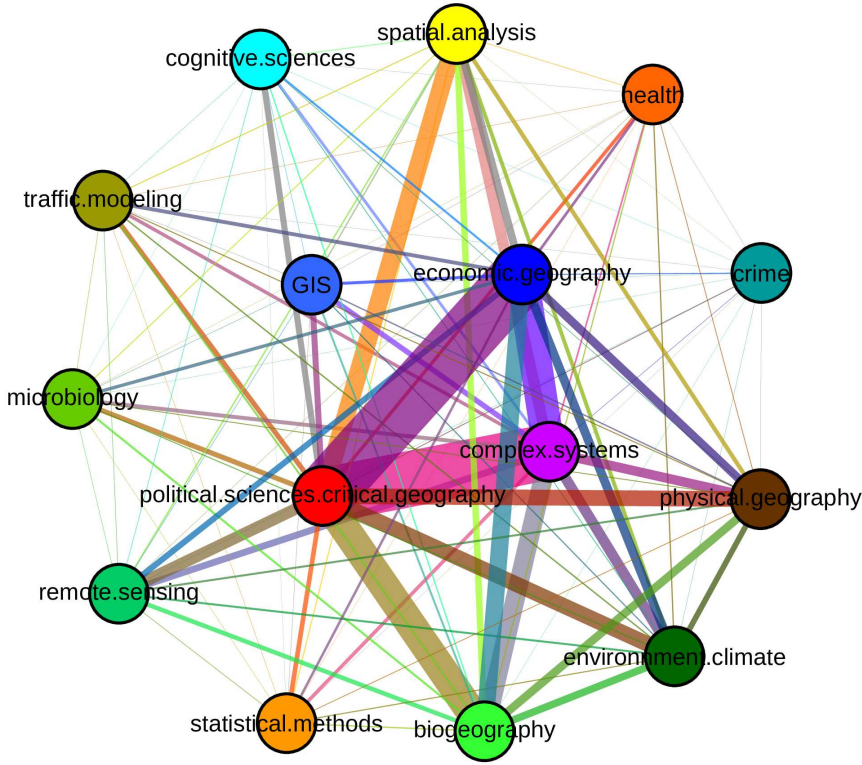 spatial.analysis
cognitive.sciences
health
traffic.modeling
economic.geography
crime
GIS
microbiology
complex.systems
political.sciences.critical.geography
physical.geography
remote.sensing
environnment.climate
statistical.methods
biogeography